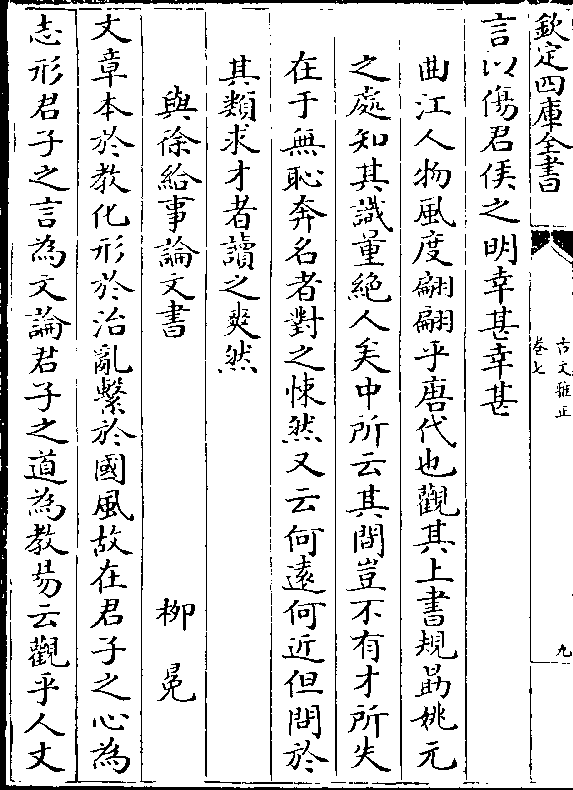 欽定四庫全書
古文雅正
卷七
九
言以傷君侯之明幸甚幸甚
曲江人物風度翩翩乎唐代也觀其上書規勗姚元
之處知其識量絶人矣中所云其間豈不有才所失
在于無恥奔名者對之悚然又云何遠何近但問於
其類求才者讀之爽然
與徐給事論文書
柳冕
文章本於教化形於治亂繫於國風故在君子之心為
志形君子之言為文論君子之道為教易云觀乎人文